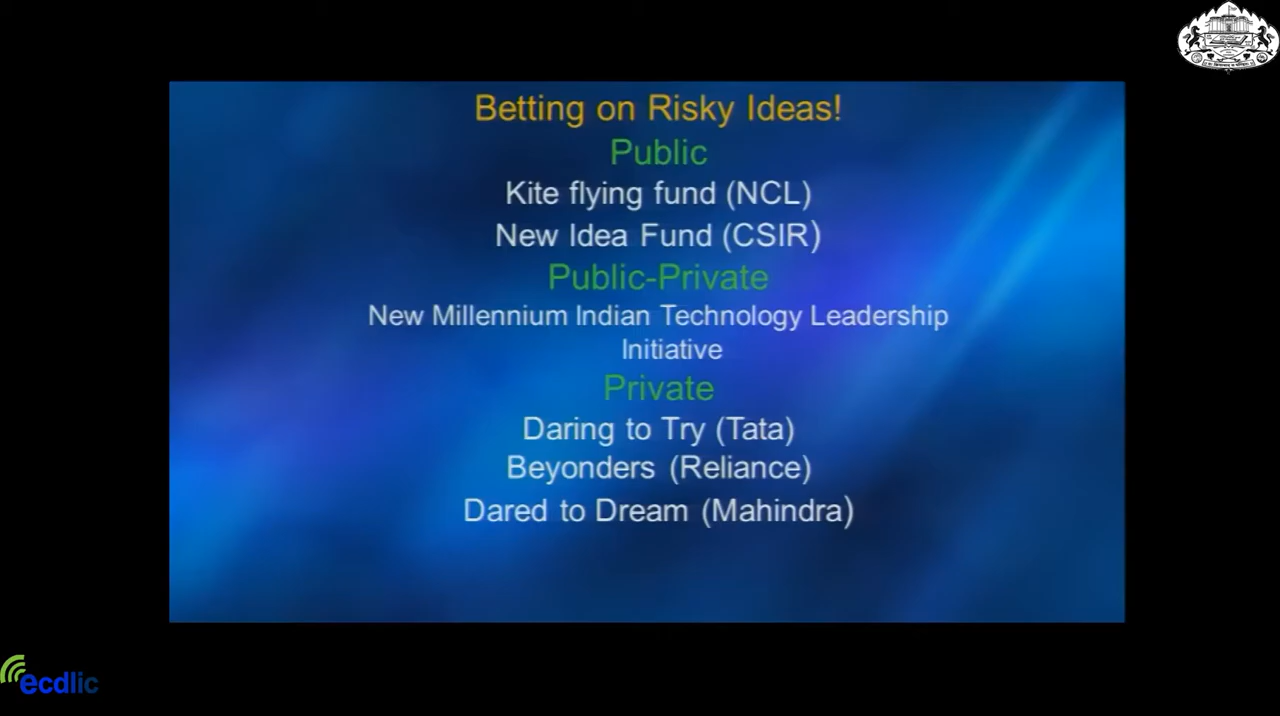 Betting on Risky Ideas!
Public
Kite flying fund (NCL)
New Idea Fund (CSIR)
Public-Private
New Millennium Indian Technology Leadership
Initiative
Private
Daring to Try (Tata)
Beyonders (Reliance)
Dared to Dream (Mahindra)
ecdlic